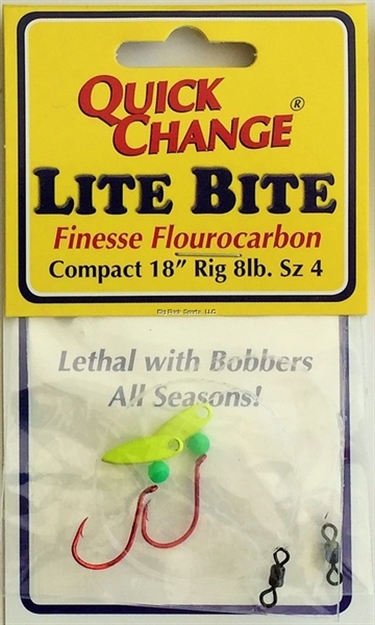 QUICK
CHANGE®
LITE BITE
Finesse Flourocarbon
Compact 18" Rig 8lb. Sz 4
Lethal with Bobbers
All Seasons!